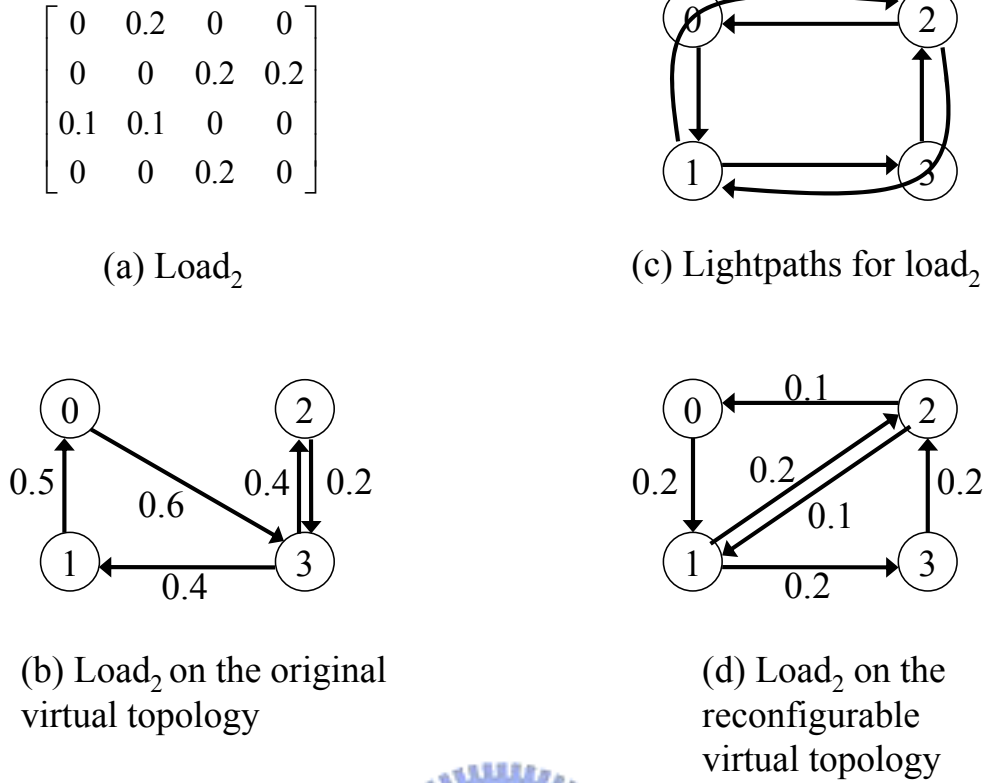 0 0.2 0 0
0 0 0.2 0.2
0.1 0.1 0 0
0 0 0.2 0
(a) Load₂
0
2
1
3
(c) Lightpaths for load₂
0
2
0.5
0.6
0.4
0.2
1
3
0.4
(b) Load₂ on the original
virtual topology
0.1
0
2
0.2
0.2
0.2
0.1
1
3
0.2
(d) Load₂ on the
reconfigurable
virtual topology